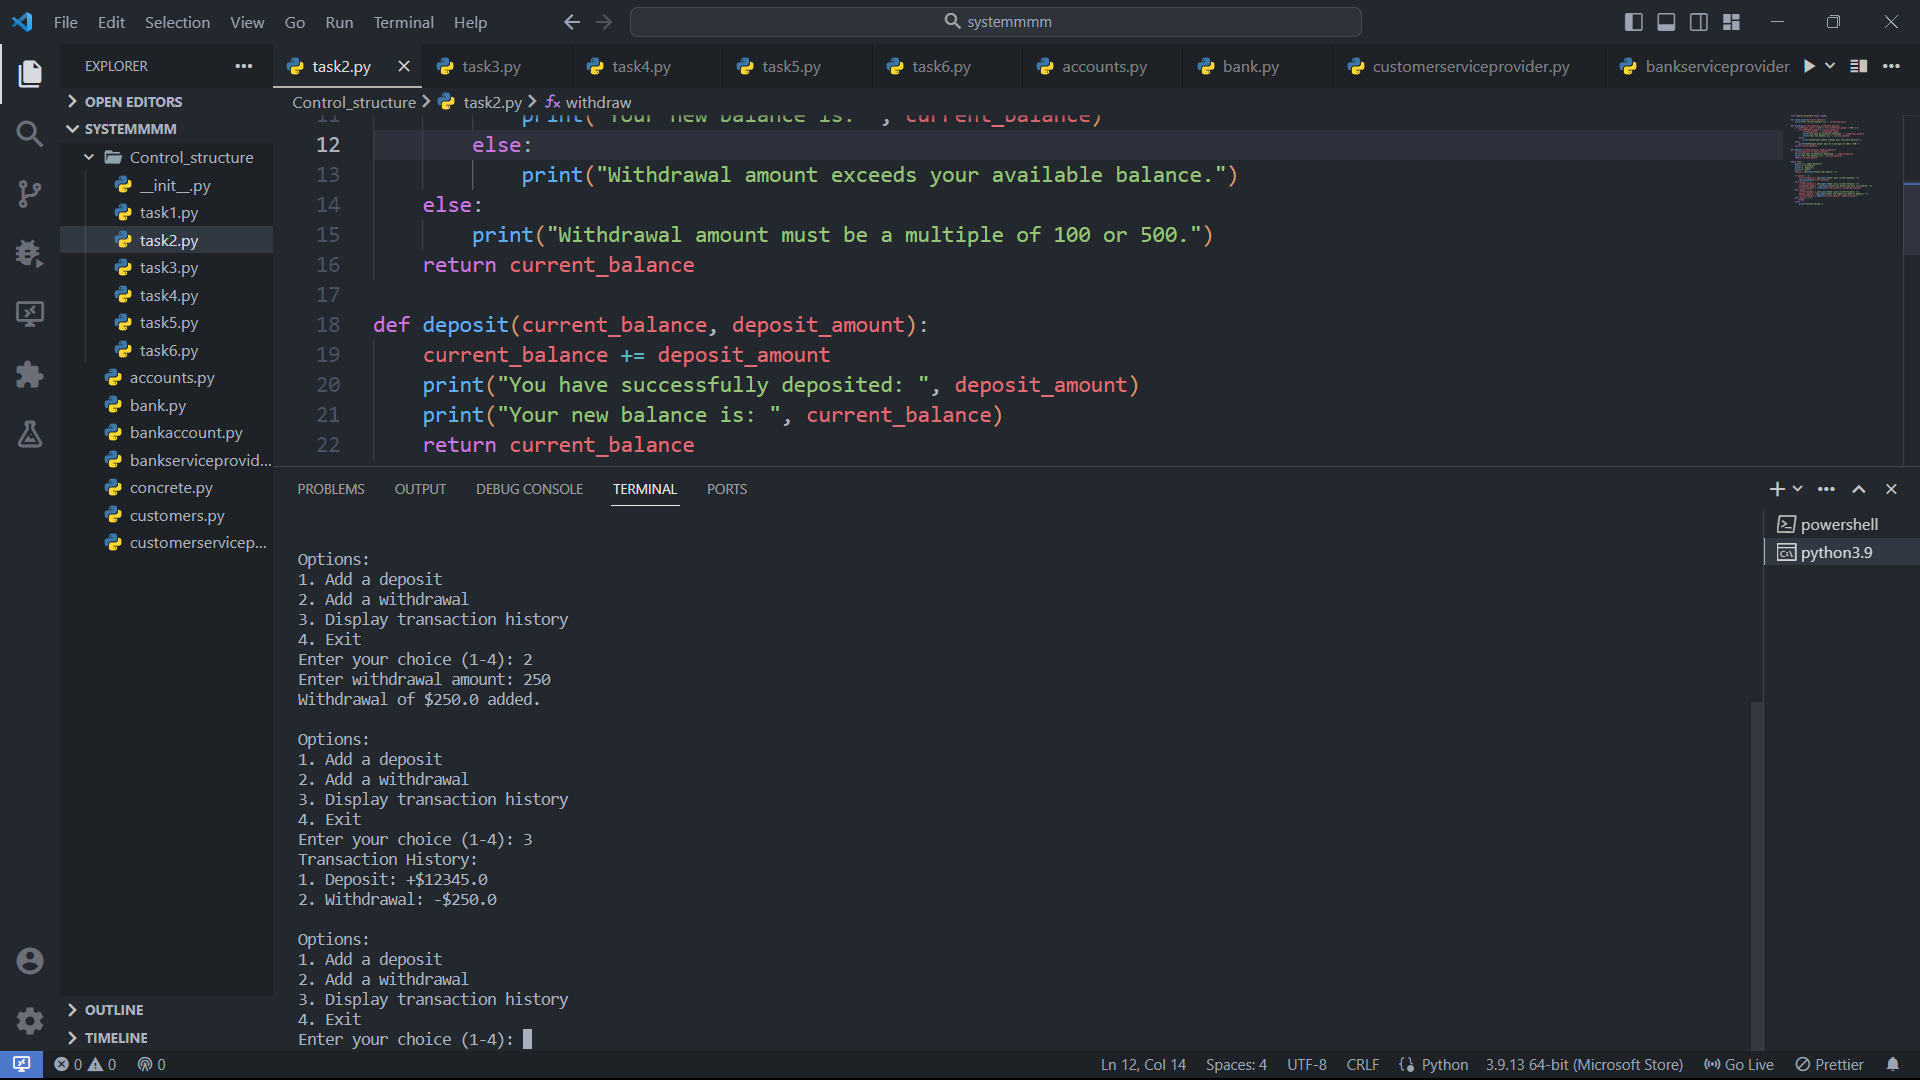 File Edit Selection View Go Run Terminal Help
systemmmm
EXPLORER
OPEN EDITORS
SYSTEMMMM
Control_structure
__init__.py
task1.py
task2.py
task3.py
task4.py
task5.py
task6.py
accounts.py
bank.py
bankaccount.py
bankserviceprovid...
concrete.py
customers.py
customerservicep...
OUTLINE
TIMELINE
task2.py task3.py task4.py task5.py task6.py accounts.py bank.py customerserviceprovider.py bankserviceprovider
Control_structure > task2.py > withdraw
11 print("Your new balance is: ", current_balance)
12 else:
13 print("Withdrawal amount exceeds your available balance.")
14 else:
15 print("Withdrawal amount must be a multiple of 100 or 500.")
16 return current_balance
17
18 def deposit(current_balance, deposit_amount):
19 current_balance += deposit_amount
20 print("You have successfully deposited: ", deposit_amount)
21 print("Your new balance is: ", current_balance)
22 return current_balance
PROBLEMS OUTPUT DEBUG CONSOLE TERMINAL PORTS
powershell
python3.9
Options:
1. Add a deposit
2. Add a withdrawal
3. Display transaction history
4. Exit
Enter your choice (1-4): 2
Enter withdrawal amount: 250
Withdrawal of $250.0 added.
Options:
1. Add a deposit
2. Add a withdrawal
3. Display transaction history
4. Exit
Enter your choice (1-4): 3
Transaction History:
1. Deposit: +$12345.0
2. Withdrawal: -$250.0
Options:
1. Add a deposit
2. Add a withdrawal
3. Display transaction history
4. Exit
Enter your choice (1-4):
0 0 0 Ln 12, Col 14 Spaces: 4 UTF-8 CRLF Python 3.9.13 64-bit (Microsoft Store) Go Live Prettier